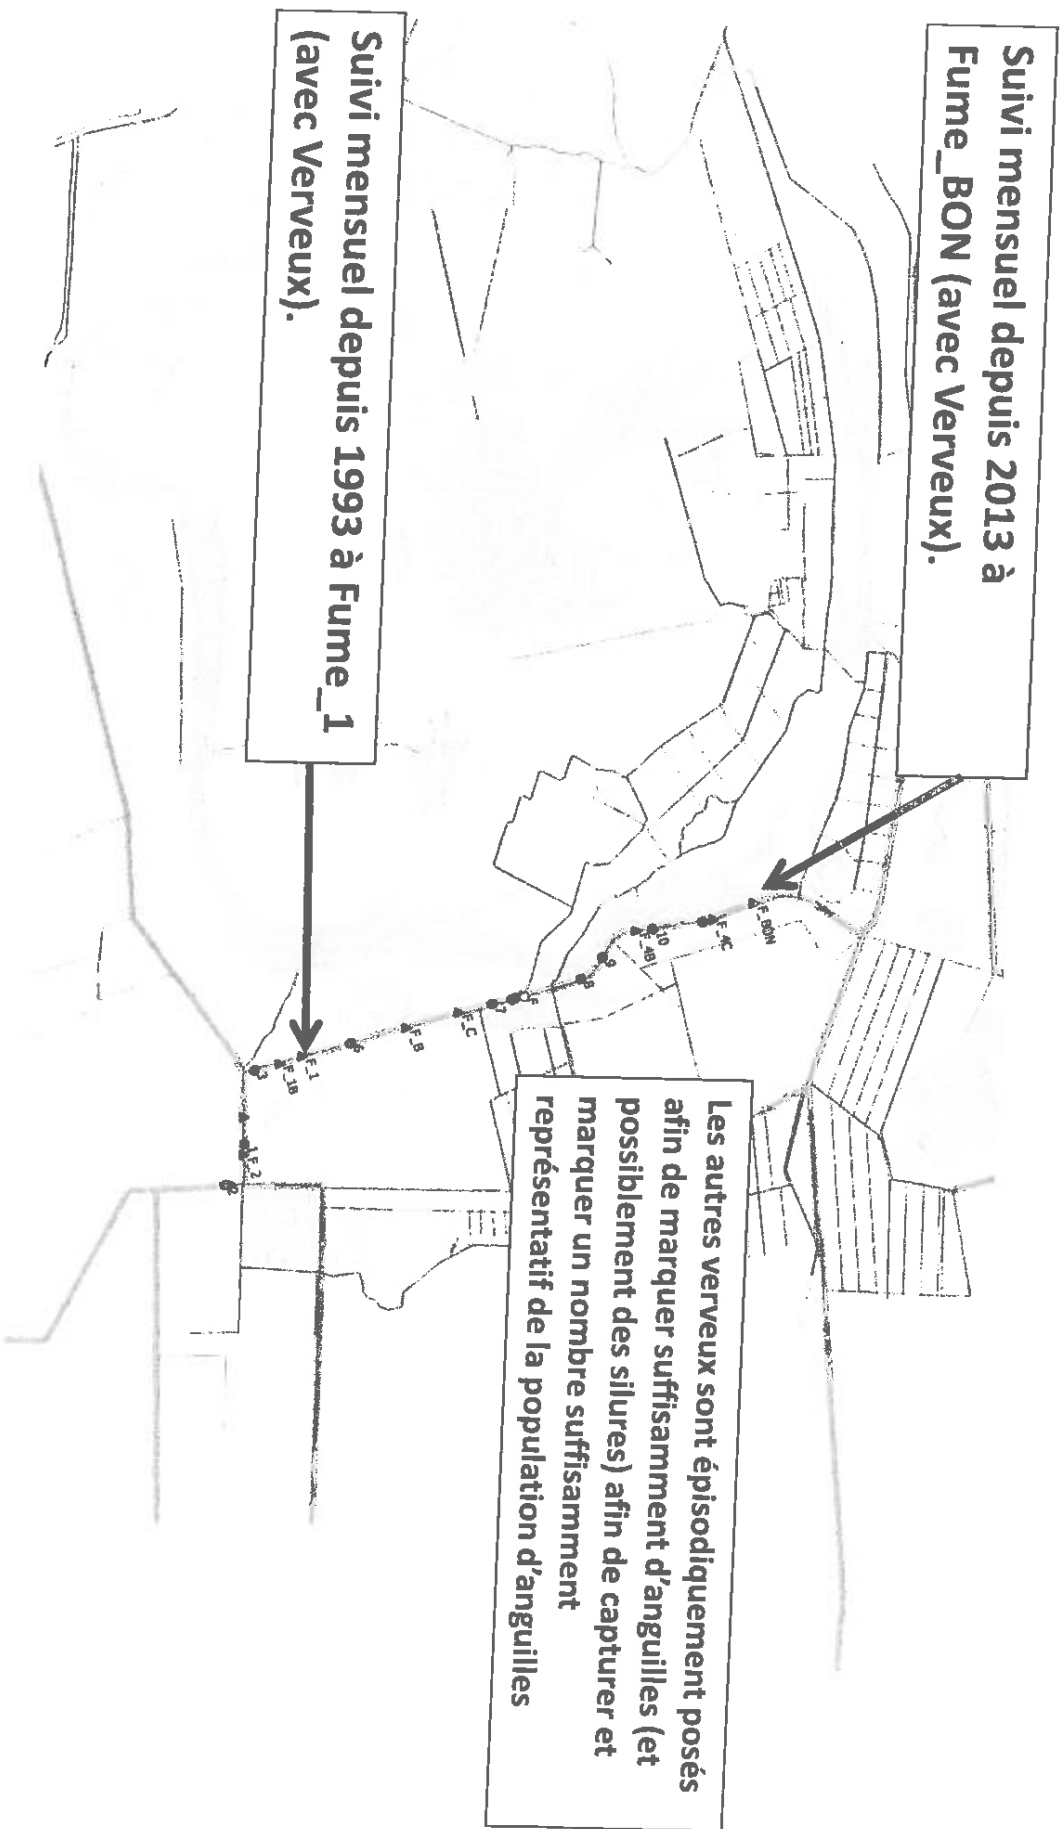 Suivi mensuel depuis 2013 à
Fume_BON (avec Verveux).
Suivi mensuel depuis 1993 à Fume_1
(avec Verveux).
Les autres verveux sont épisodiquement posés
afin de marquer suffisamment d'anguilles (et
possiblement des silures) afin de capturer et
marquer un nombre suffisamment
représentatif de la population d'anguilles
F_BON
F_4C
10
F_4B
9
8
F
7
F_C
F_B
6
F_1
F_1B
3
F_2
2